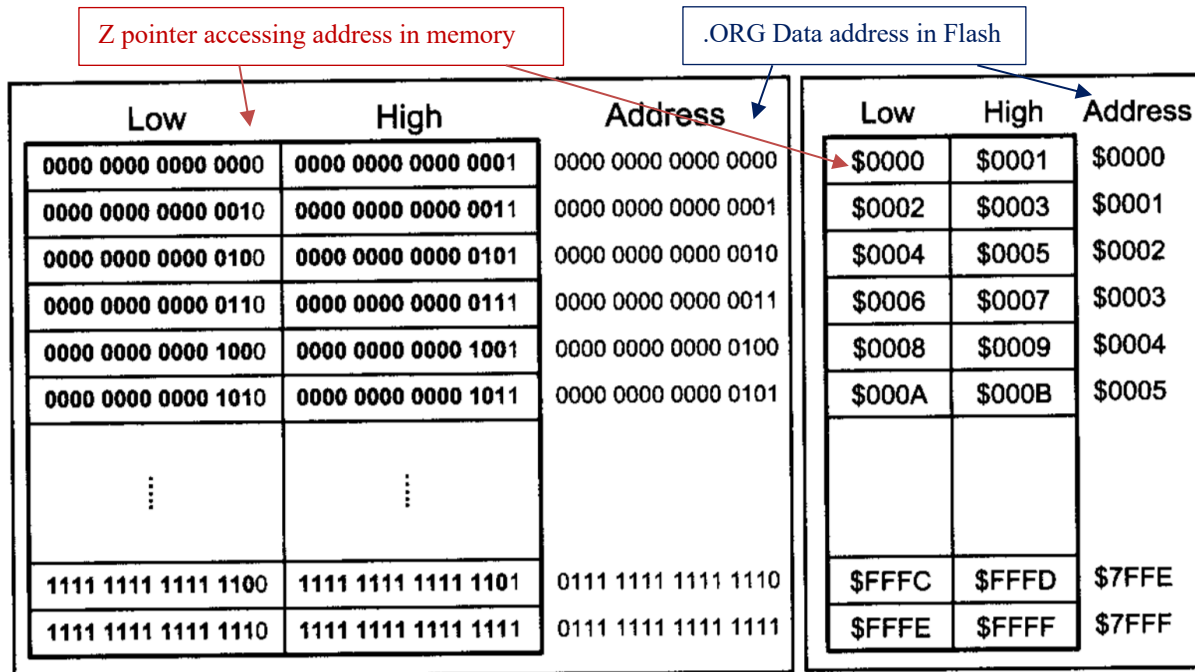 Z pointer accessing address in memory
.ORG Data address in Flash
Low High Address
0000 0000 0000 0000 0000 0000 0000 0001 0000 0000 0000 0000
0000 0000 0000 0010 0000 0000 0000 0011 0000 0000 0000 0001
0000 0000 0000 0100 0000 0000 0000 0101 0000 0000 0000 0010
0000 0000 0000 0110 0000 0000 0000 0111 0000 0000 0000 0011
0000 0000 0000 1000 0000 0000 0000 1001 0000 0000 0000 0100
0000 0000 0000 1010 0000 0000 0000 1011 0000 0000 0000 0101
1111 1111 1111 1100 1111 1111 1111 1101 0111 1111 1111 1110
1111 1111 1111 1110 1111 1111 1111 1111 0111 1111 1111 1111
Low High Address
$0000 $0001 $0000
$0002 $0003 $0001
$0004 $0005 $0002
$0006 $0007 $0003
$0008 $0009 $0004
$000A $000B $0005
$FFFC $FFFD $7FFE
$FFFE $FFFF $7FFF